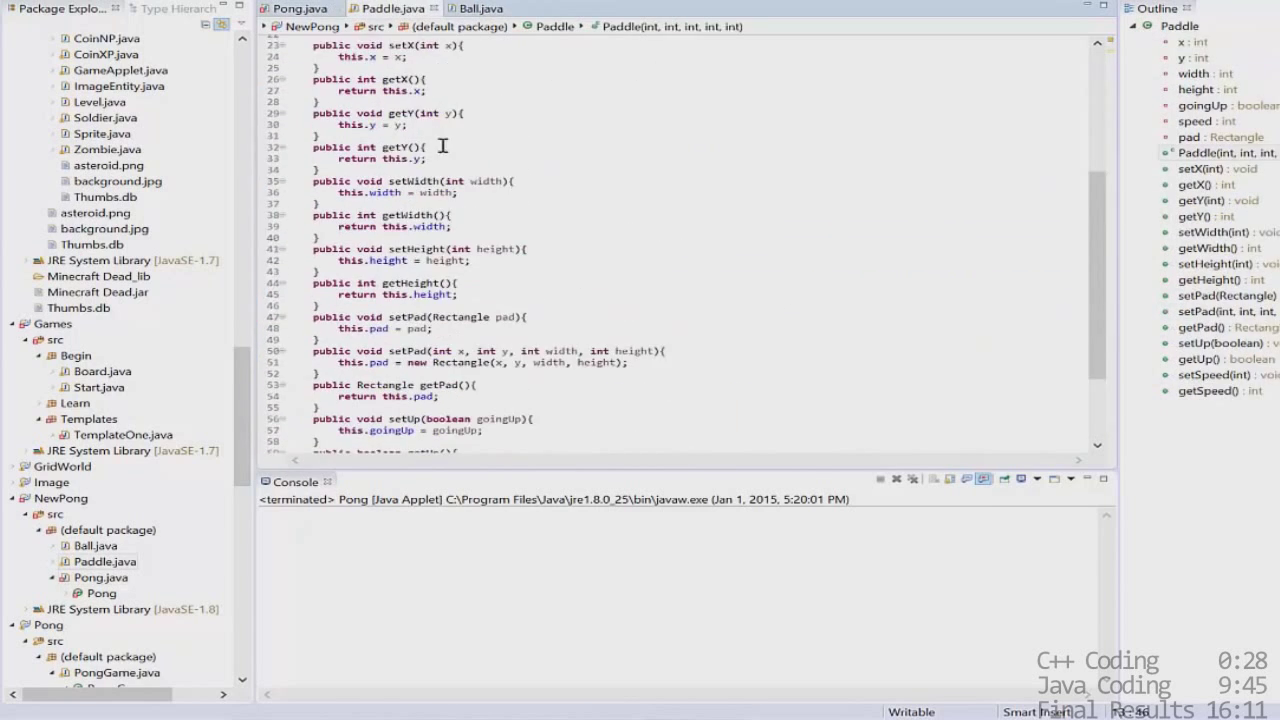 Package Explo...
Type Hierarch
CoinNP.java
CoinXP.java
GameApplet.java
ImageEntity.java
Level.java
Soldier.java
Sprite.java
Zombie.java
asteroid.png
background.jpg
Thumbs.db
asteroid.png
background.jpg
Thumbs.db
JRE System Library [JavaSE-1.7]
Minecraft Dead_lib
Minecraft Dead.jar
Thumbs.db
Games
src
Begin
Board.java
Start.java
Learn
Templates
TemplateOne.java
JRE System Library [JavaSE-1.7]
GridWorld
Image
NewPong
src
(default package)
Ball.java
Paddle.java
Pong.java
Pong
JRE System Library [JavaSE-1.8]
Pong
src
(default package)
PongGame.java
Pong.java Paddle.java Ball.java
NewPong src (default package) Paddle Paddle(int, int, int, int)
23 public void setX(int x){
24 this.x = x;
25 }
26 public int getX(){
27 return this.x;
28 }
29 public void getY(int y){
30 this.y = y;
31 }
32 public int getY(){
33 return this.y;
34 }
35 public void setWidth(int width){
36 this.width = width;
37 }
38 public int getWidth(){
39 return this.width;
40 }
41 public void setHeight(int height){
42 this.height = height;
43 }
44 public int getHeight(){
45 return this.height;
46 }
47 public void setPad(Rectangle pad){
48 this.pad = pad;
49 }
50 public void setPad(int x, int y, int width, int height){
51 this.pad = new Rectangle(x, y, width, height);
52 }
53 public Rectangle getPad(){
54 return this.pad;
55 }
56 public void setUp(boolean goingUp){
57 this.goingUp = goingUp;
58 }
Console
<terminated> Pong [Java Applet] C:\Program Files\Java\jre1.8.0_25\bin\javaw.exe (Jan 1, 2015, 5:20:01 PM)
Outline
Paddle
x : int
y : int
width : int
height : int
goingUp : boolean
speed : int
pad : Rectangle
Paddle(int, int, int,
setX(int) : void
getX() : int
getY(int) : void
getY() : int
setWidth(int) : void
getWidth() : int
setHeight(int) : void
getHeight() : int
setPad(Rectangle)
setPad(int, int, int,
getPad() : Rectangle
setUp(boolean) :
getUp() : boolean
setSpeed(int) : void
getSpeed() : int
C++ Coding 0:28
Java Coding 9:45
Final Results 16:11
Writable Smart Insert